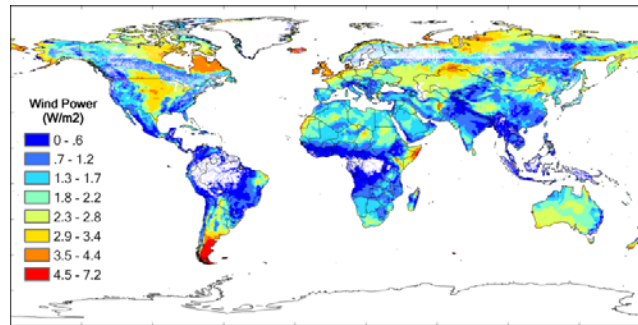 Wind Power
(W/m2)
0 - .6
.7 - 1.2
1.3 - 1.7
1.8 - 2.2
2.3 - 2.8
2.9 - 3.4
3.5 - 4.4
4.5 - 7.2